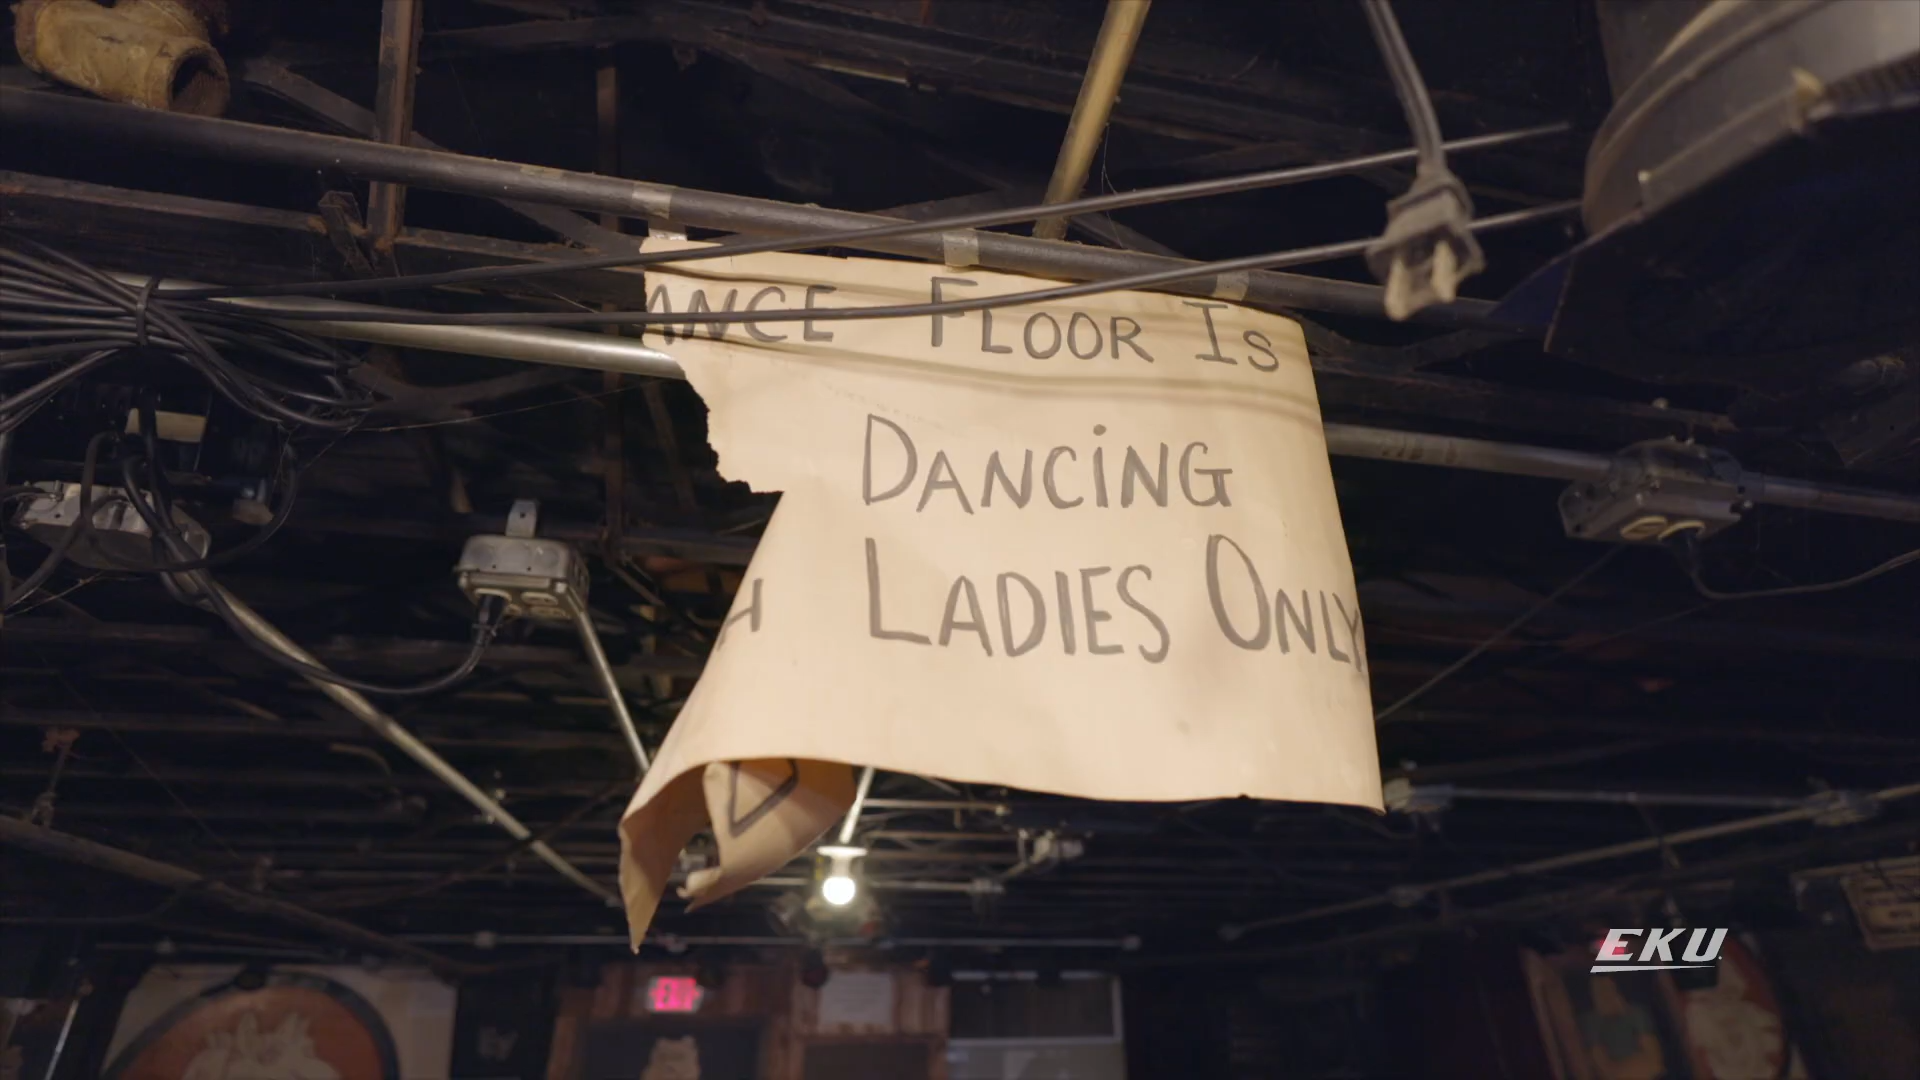 ANCE FLOOR IS
DANCING
H LADIES ONLY
D
EXIT
EKU